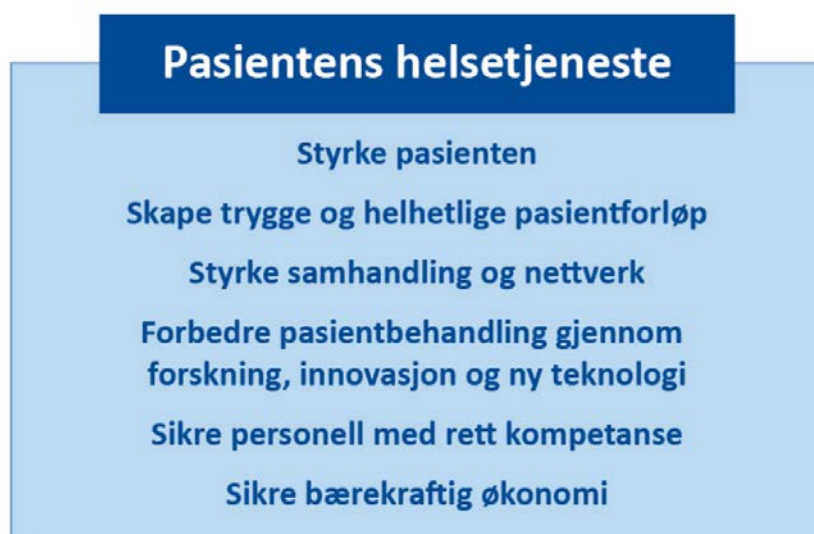 Pasientens helsetjeneste
Styrke pasienten
Skape trygge og helhetlige pasientforløp
Styrke samhandling og nettverk
Forbedre pasientbehandling gjennom
forskning, innovasjon og ny teknologi
Sikre personell med rett kompetanse
Sikre bærekraftig økonomi